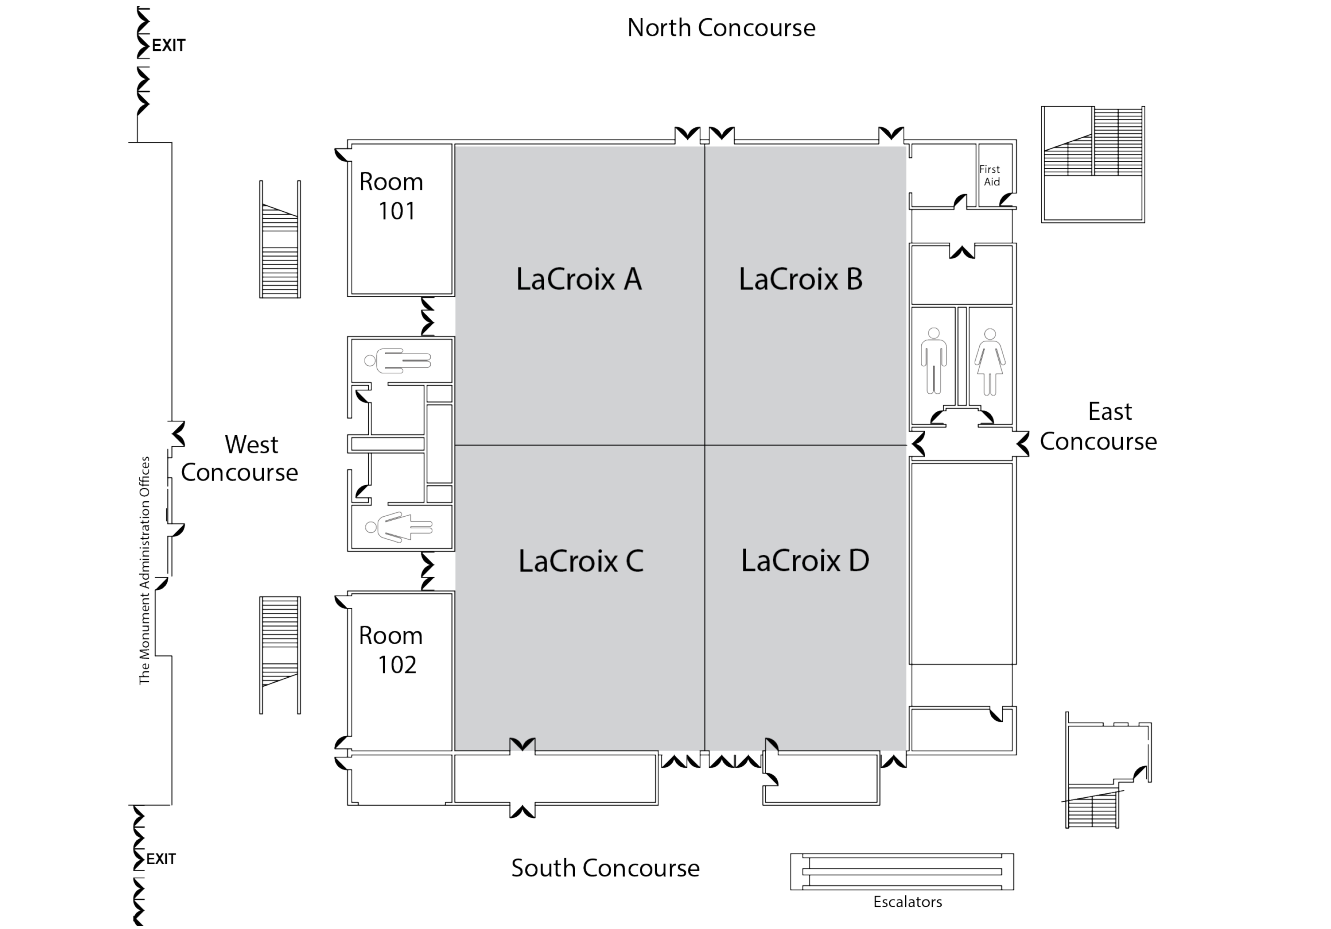 North Concourse
EXIT
First
Aid
Room
101
LaCroix A
LaCroix B
East
Concourse
West
Concourse
The Monument Administration Offices
LaCroix C
LaCroix D
Room
102
EXIT
South Concourse
Escalators